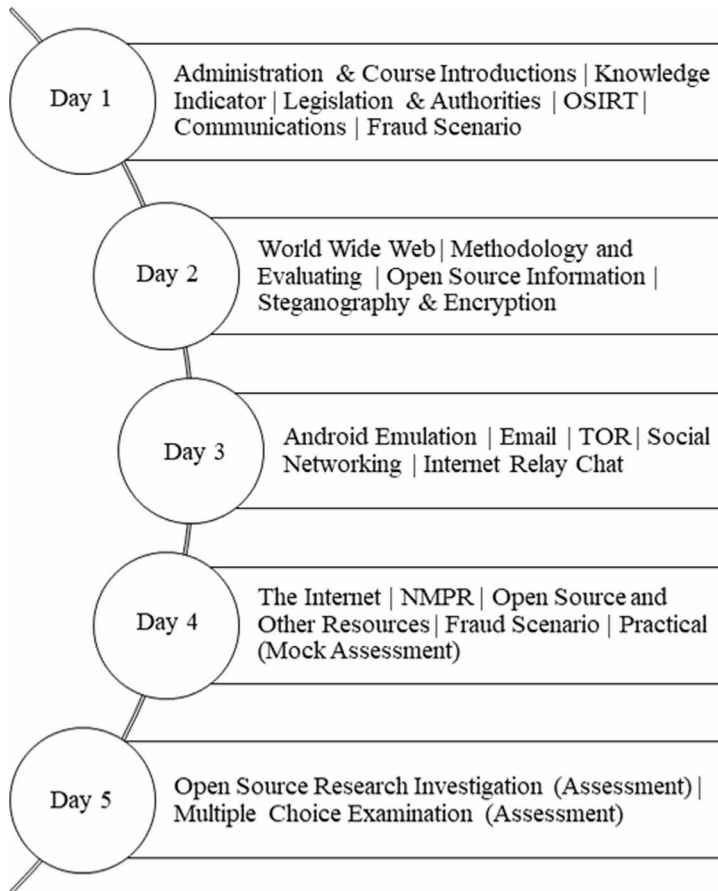 Day 1
Administration & Course Introductions | Knowledge
Indicator | Legislation & Authorities | OSIRT |
Communications | Fraud Scenario
Day 2
World Wide Web | Methodology and
Evaluating | Open Source Information |
Steganography & Encryption
Day 3
Android Emulation | Email | TOR | Social
Networking | Internet Relay Chat
Day 4
The Internet | NMPR | Open Source and
Other Resources | Fraud Scenario | Practical
(Mock Assessment)
Day 5
Open Source Research Investigation (Assessment) |
Multiple Choice Examination (Assessment)